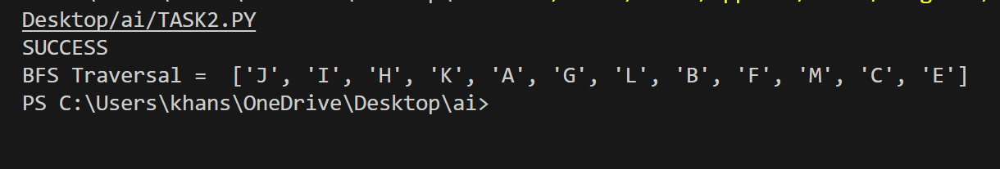 Desktop/ai/TASK2.PY
SUCCESS
BFS Traversal =  ['J', 'I', 'H', 'K', 'A', 'G', 'L', 'B', 'F', 'M', 'C', 'E']
PS C:\Users\khans\OneDrive\Desktop\ai>